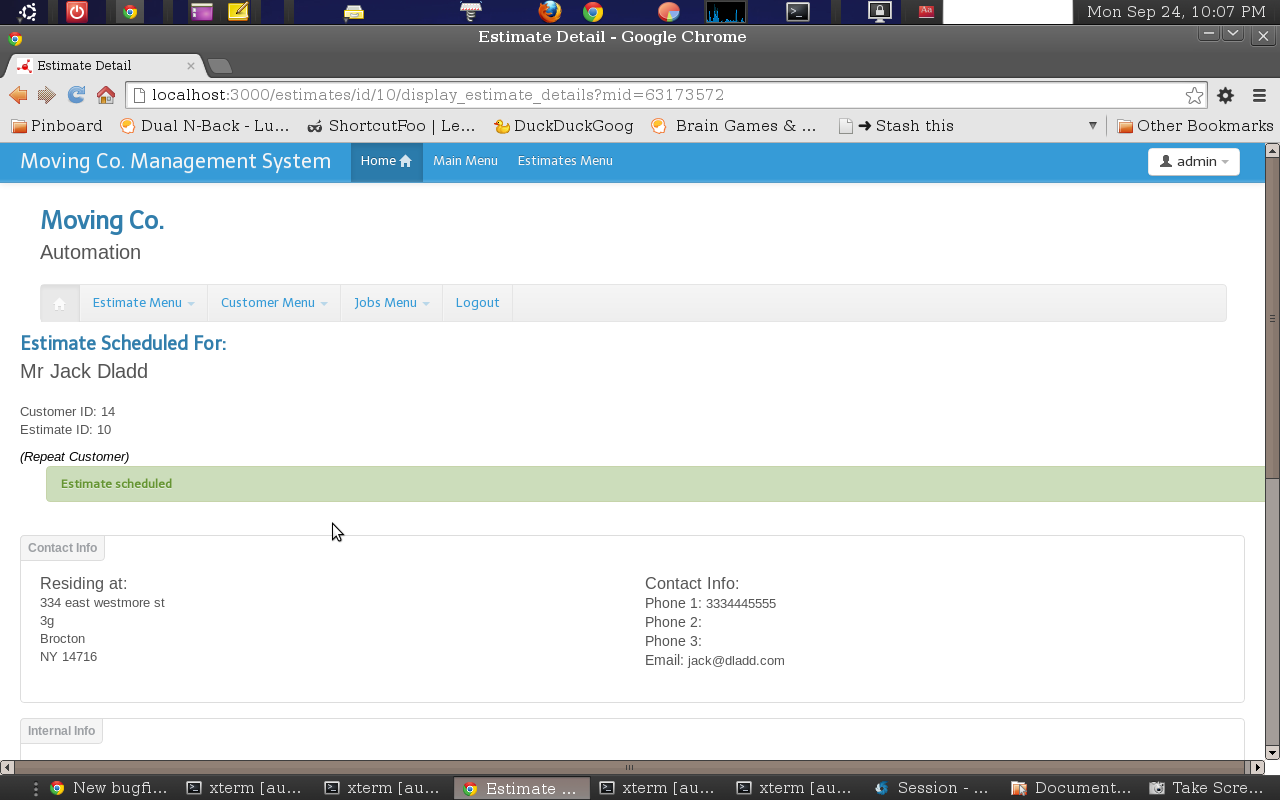 Mon Sep 24, 10:07 PM
Estimate Detail - Google Chrome
Estimate Detail
localhost:3000/estimates/id/10/display_estimate_details?mid=63173572
Pinboard Dual N-Back - Lu... ShortcutFoo | Le... DuckDuckGoog Brain Games & ... ➜ Stash this Other Bookmarks
Moving Co. Management System Home Main Menu Estimates Menu admin
Moving Co.
Automation
Estimate Menu Customer Menu Jobs Menu Logout
Estimate Scheduled For:
Mr Jack Dladd
Customer ID: 14
Estimate ID: 10
(Repeat Customer)
Estimate scheduled
Contact Info
Residing at:
334 east westmore st
3g
Brocton
NY 14716
Contact Info:
Phone 1: 3334445555
Phone 2:
Phone 3:
Email: jack@dladd.com
Internal Info
New bugfi... xterm [au... xterm [au... Estimate ... xterm [au... xterm [au... Session - ... Document... Take Scre...